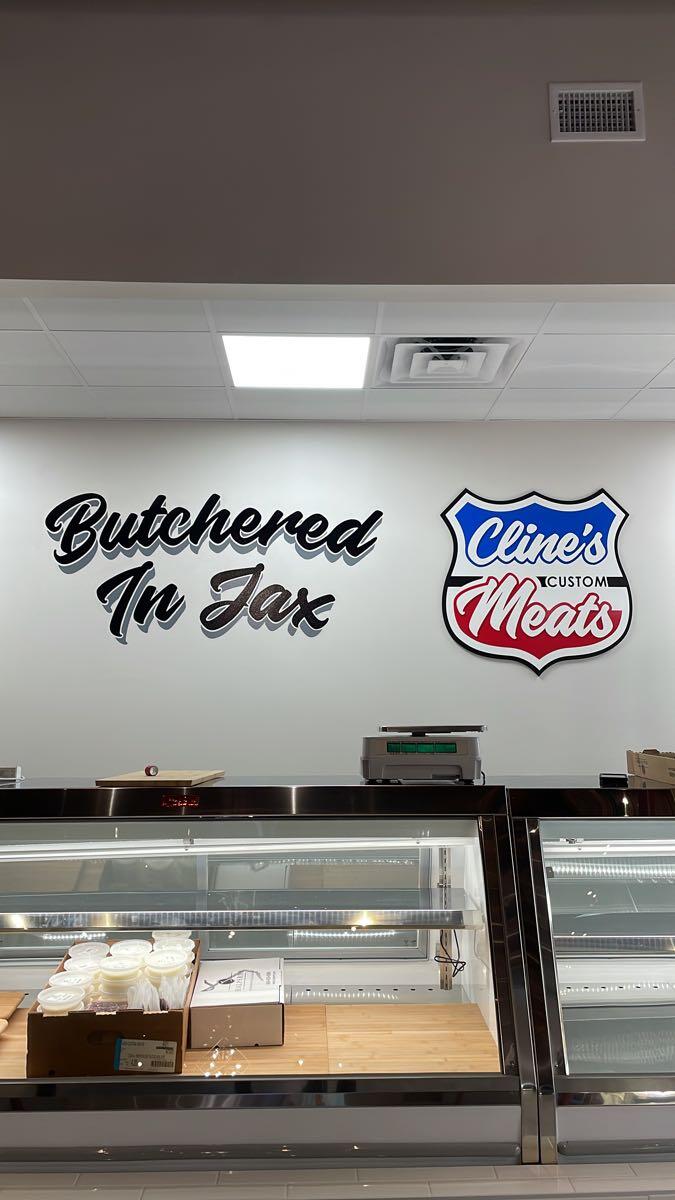 Butchered
In Jax
Cline's
CUSTOM
Meats